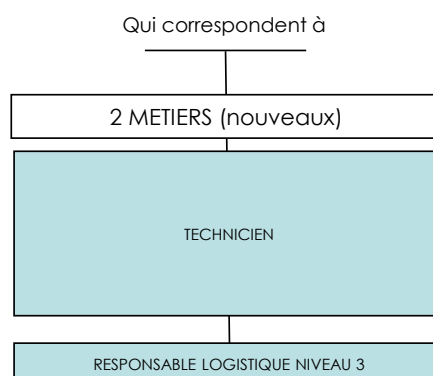 Qui correspondent à
2 METIERS (nouveaux)
TECHNICIEN
RESPONSABLE LOGISTIQUE NIVEAU 3